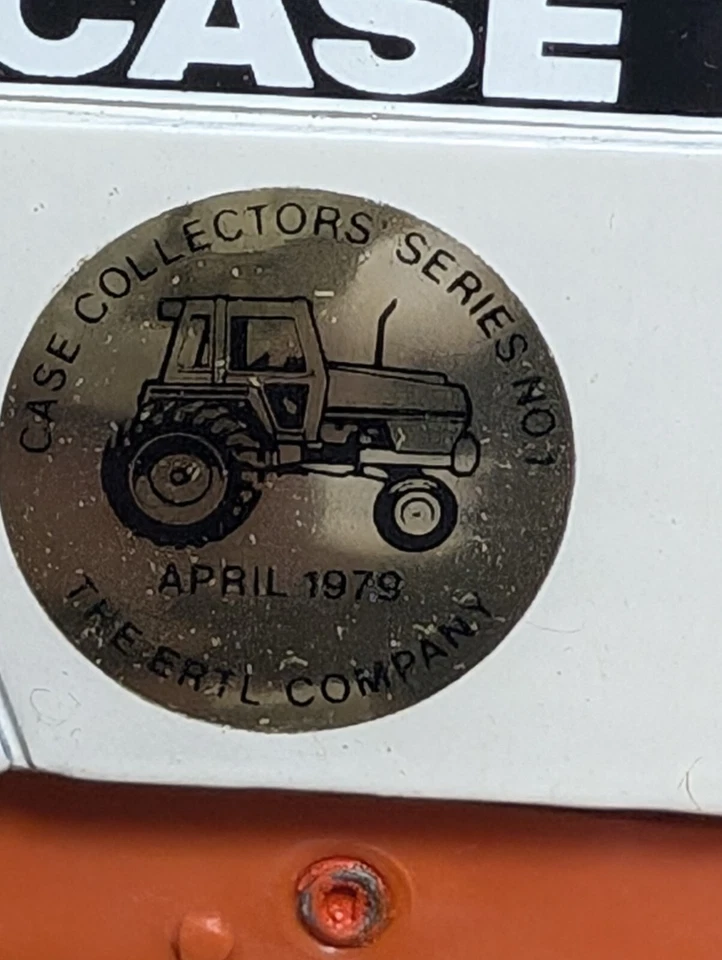 CASE
CASE COLLECTORS' SERIES NO 1
APRIL 1979
THE ERTL COMPANY